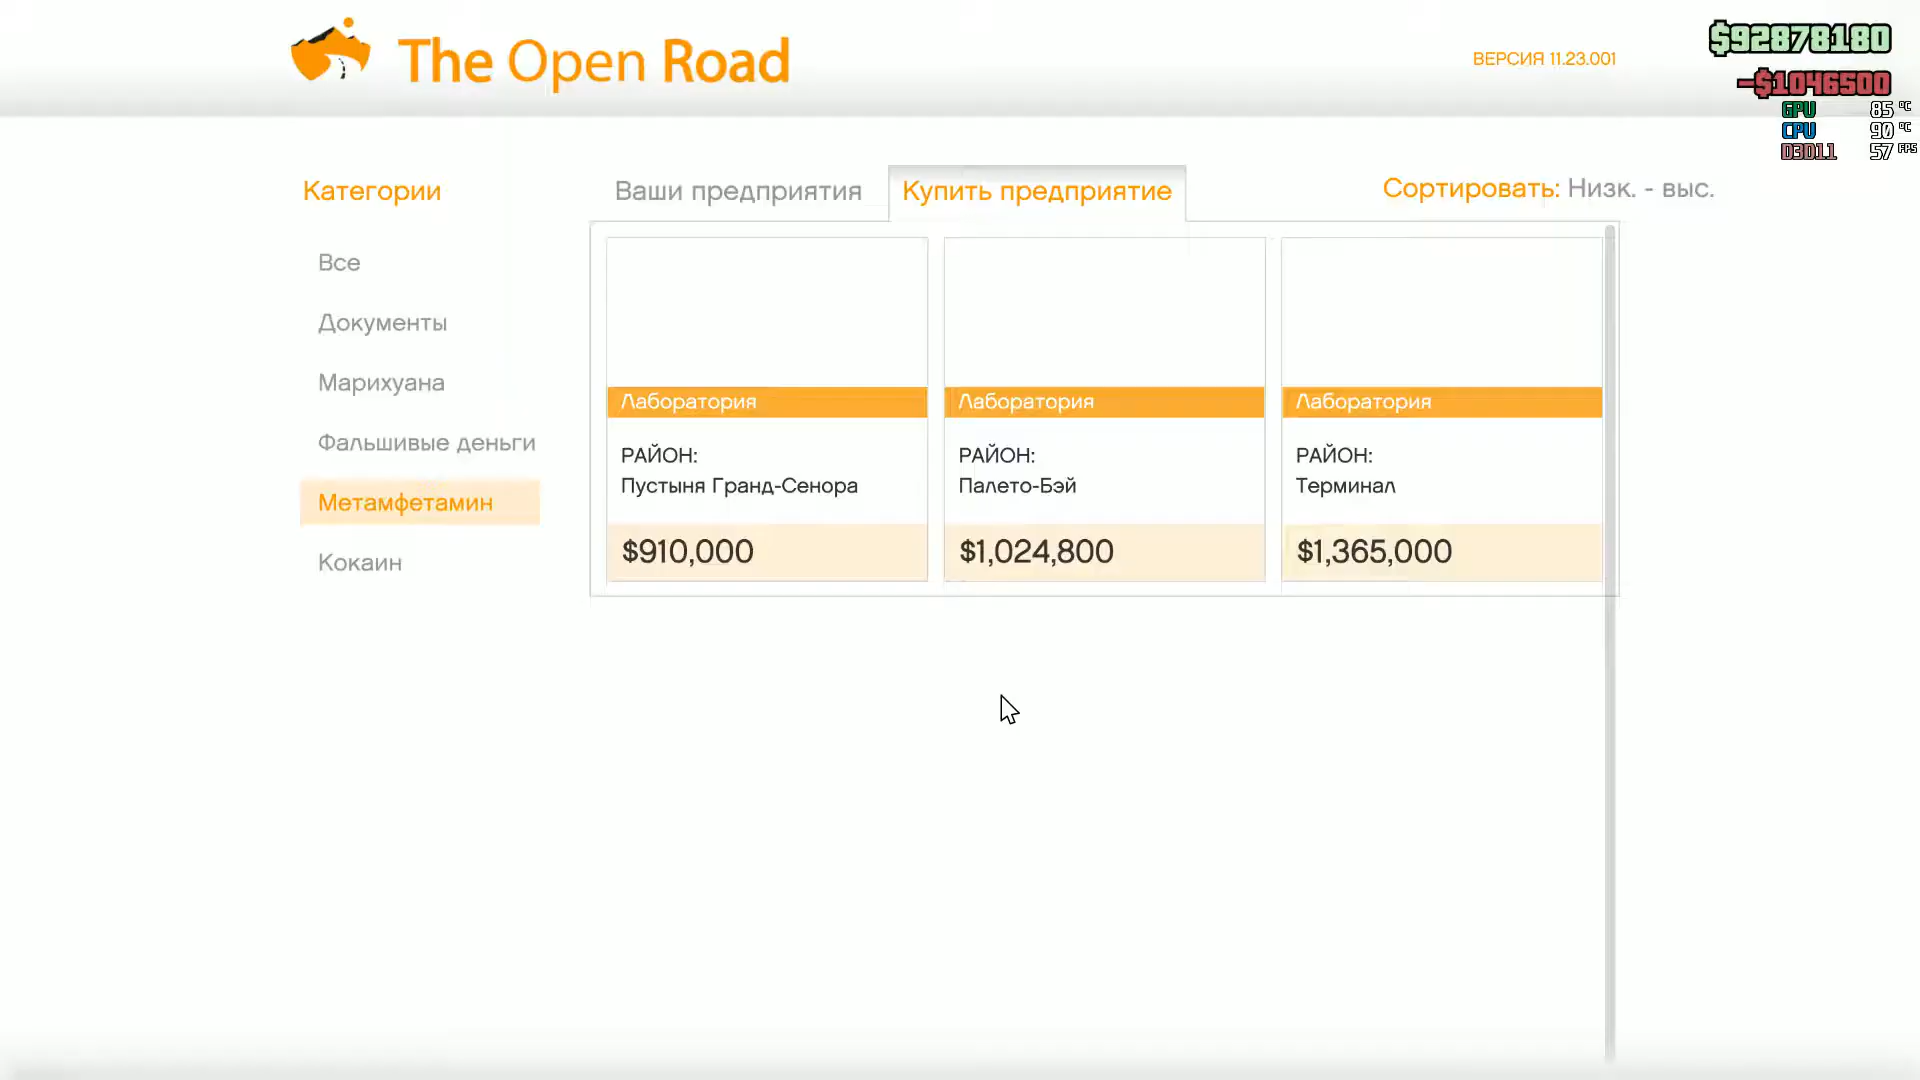 The Open Road
ВЕРСИЯ 11.23.001
$92878180
-$1046500
GPU 85 °C
CPU 90 °C
D3D11 57 FPS
Категории
Ваши предприятия
Купить предприятие
Сортировать: Низк. - выс.
Все
Документы
Марихуана
Фальшивые деньги
Метамфетамин
Кокаин
Лаборатория
РАЙОН:
Пустыня Гранд-Сенора
$910,000
Лаборатория
РАЙОН:
Палето-Бэй
$1,024,800
Лаборатория
РАЙОН:
Терминал
$1,365,000